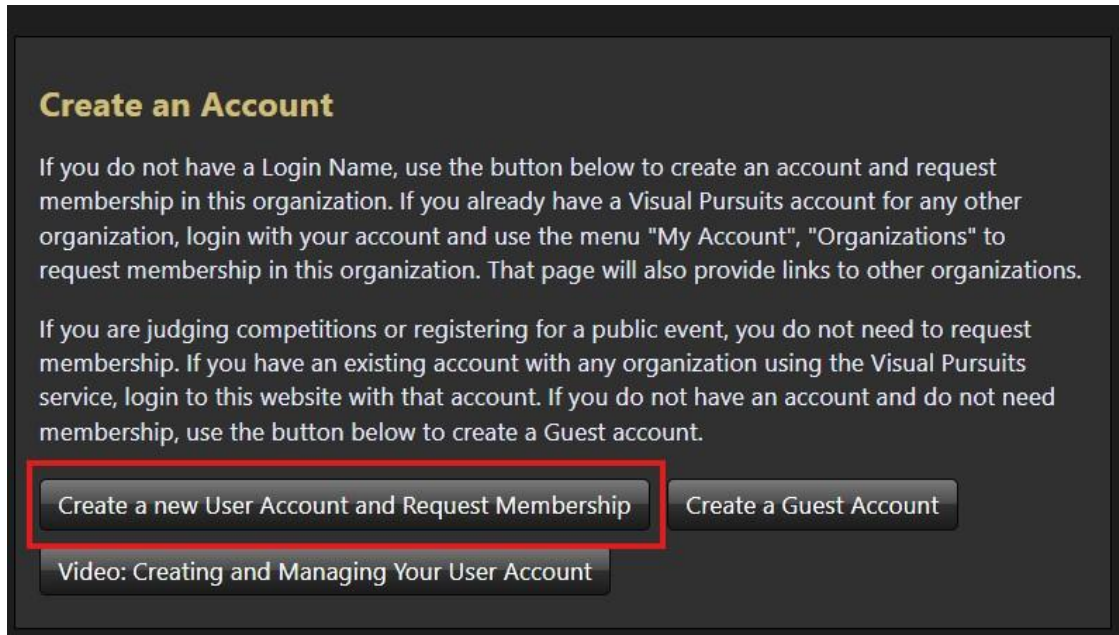 Create an Account
If you do not have a Login Name, use the button below to create an account and request
membership in this organization. If you already have a Visual Pursuits account for any other
organization, login with your account and use the menu "My Account", "Organizations" to
request membership in this organization. That page will also provide links to other organizations.
If you are judging competitions or registering for a public event, you do not need to request
membership. If you have an existing account with any organization using the Visual Pursuits
service, login to this website with that account. If you do not have an account and do not need
membership, use the button below to create a Guest account.
Create a new User Account and Request Membership Create a Guest Account
Video: Creating and Managing Your User Account